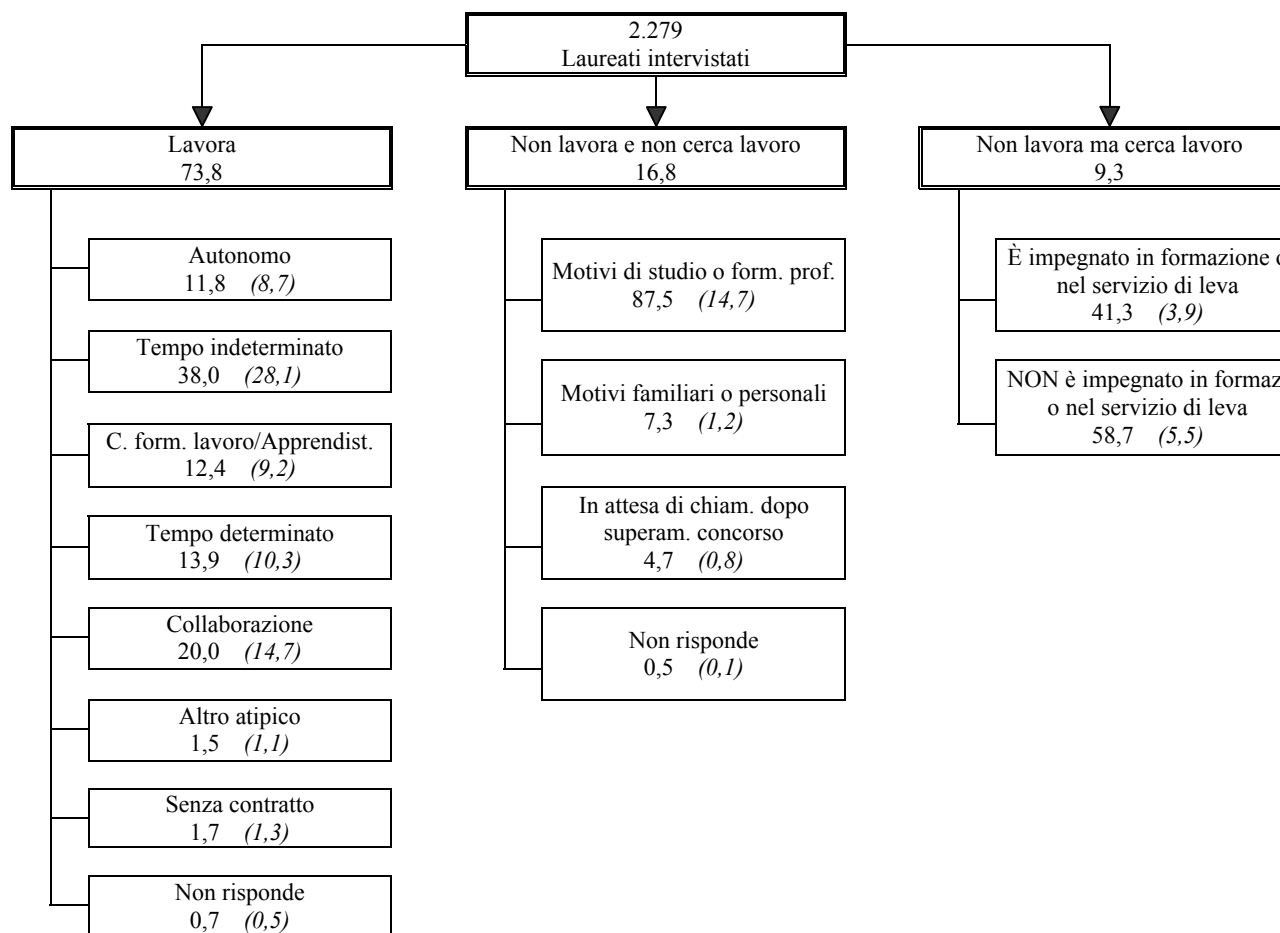 2.279
Laureati intervistati
Lavora
73,8
Non lavora e non cerca lavoro
16,8
Non lavora ma cerca lavoro
9,3
Autonomo
11,8 (8,7)
Tempo indeterminato
38,0 (28,1)
C. form. lavoro/Apprendist.
12,4 (9,2)
Tempo determinato
13,9 (10,3)
Collaborazione
20,0 (14,7)
Altro atipico
1,5 (1,1)
Senza contratto
1,7 (1,3)
Non risponde
0,7 (0,5)
Motivi di studio o form. prof.
87,5 (14,7)
Motivi familiari o personali
7,3 (1,2)
In attesa di chiam. dopo
superam. concorso
4,7 (0,8)
Non risponde
0,5 (0,1)
È impegnato in formazione
nel servizio di leva
41,3 (3,9)
NON è impegnato in
o nel servizio di leva
58,7 (5,5)